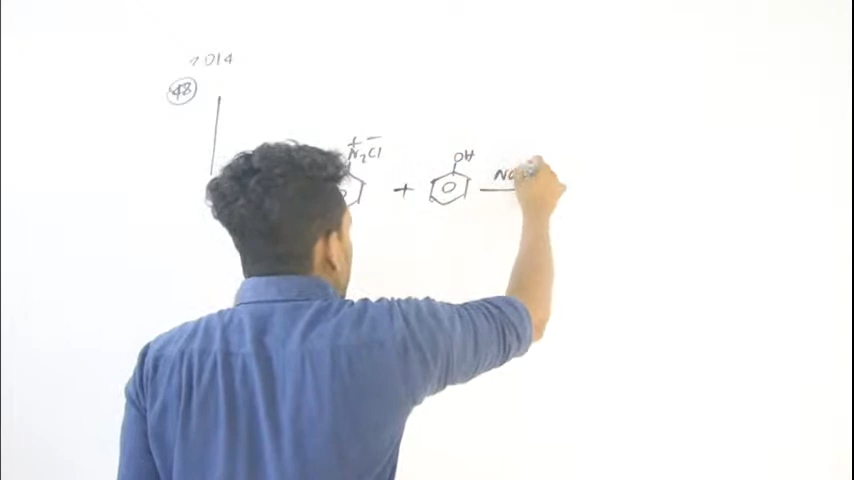 2014
48
+ -
N2Cl + OH